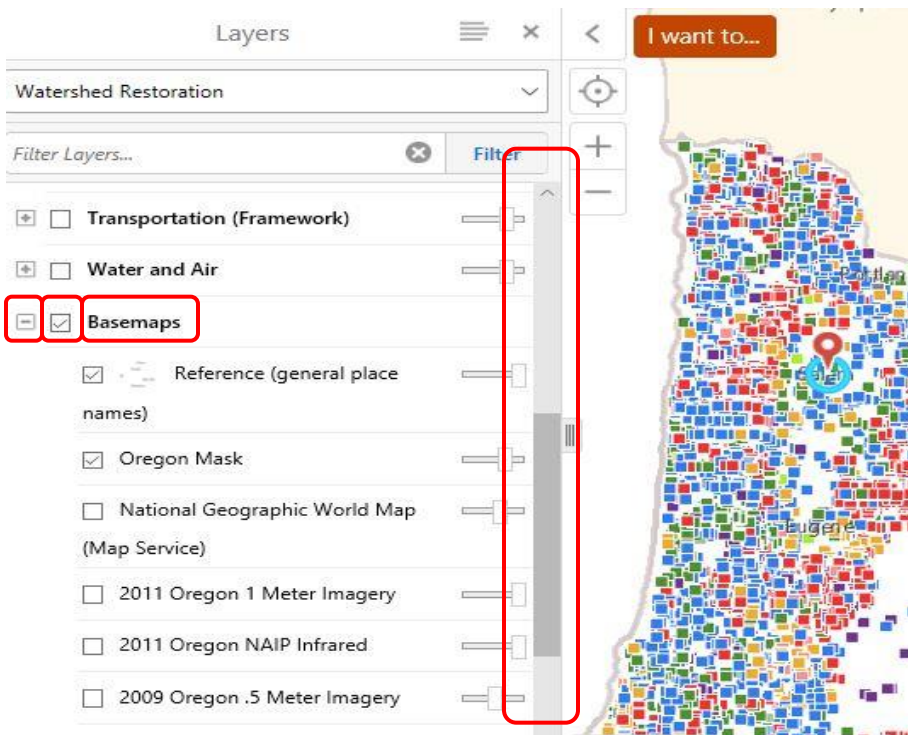 Layers
I want to...
Watershed Restoration
Filter Layers...
Filter
Transportation (Framework)
Water and Air
Basemaps
Reference (general place
names)
Oregon Mask
National Geographic World Map
(Map Service)
2011 Oregon 1 Meter Imagery
2011 Oregon NAIP Infrared
2009 Oregon .5 Meter Imagery
Eugene